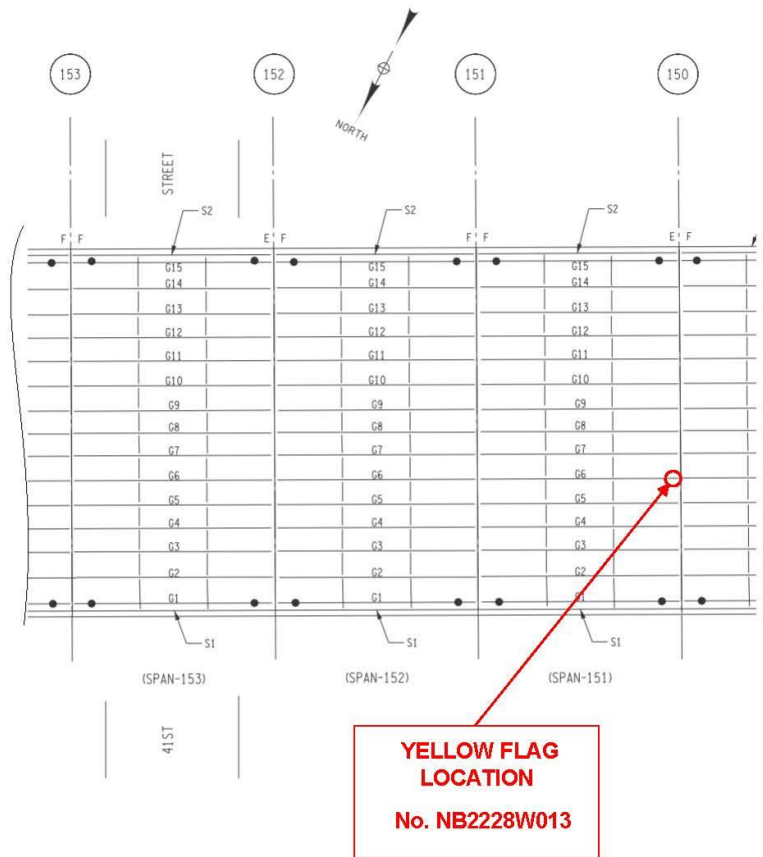 153
152
151
150
NORTH
STREET
S2
S2
S2
F F
E F
F F
E F
G15
G15
G15
G14
G14
G14
G13
G13
G13
G12
G12
G12
G11
G11
G11
G10
G10
G10
G9
G9
G9
G8
G8
G8
G7
G7
G7
G6
G6
G6
G5
G5
G5
G4
G4
G4
G3
G3
G3
G2
G2
G2
G1
G1
G1
S1
S1
S1
(SPAN-153)
(SPAN-152)
(SPAN-151)
41ST
YELLOW FLAG
LOCATION
No. NB2228W013